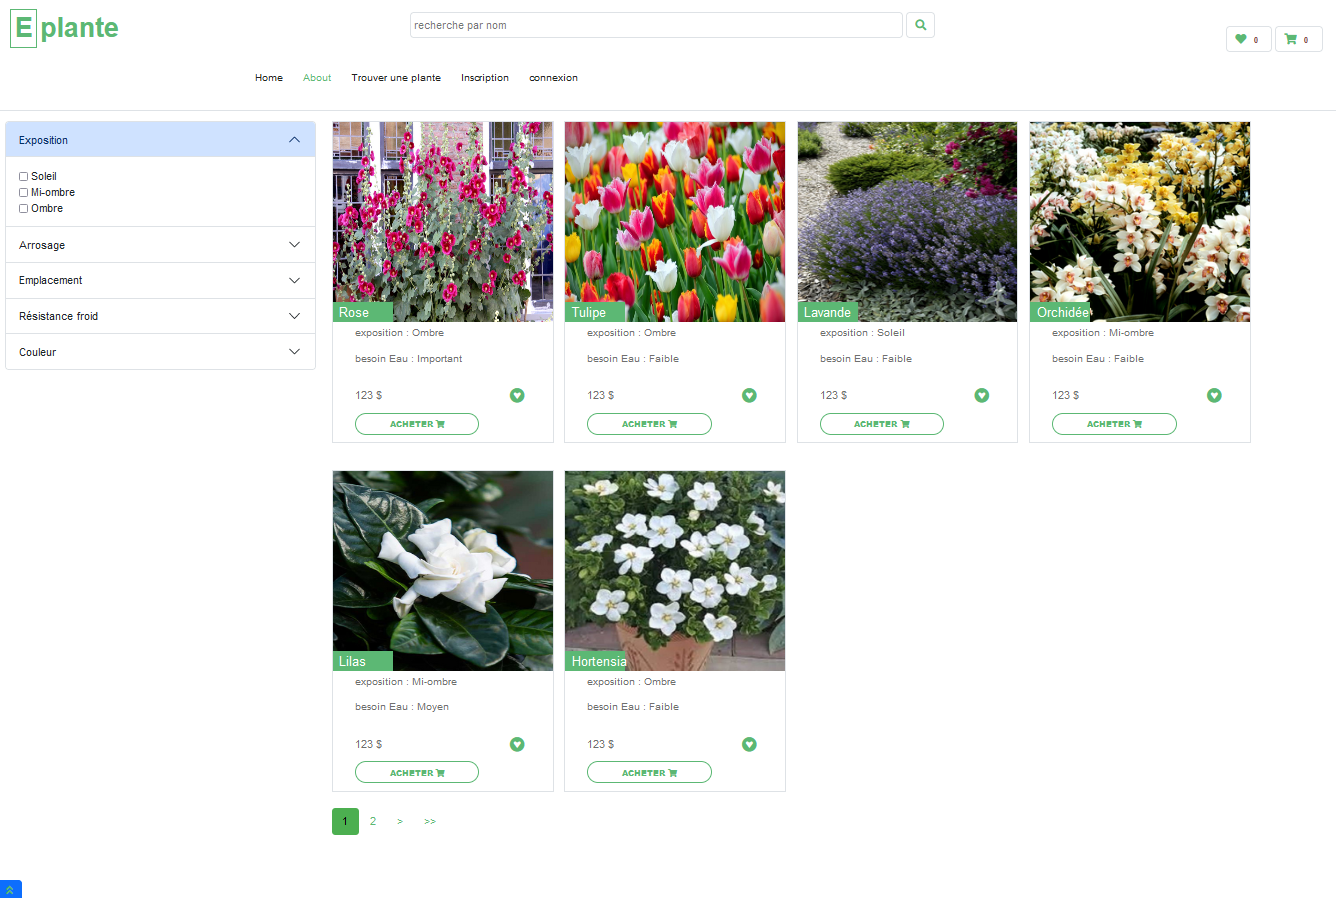 E plante
recherche par nom
0
0
Home About Trouver une plante Inscription connexion
Exposition
Soleil
Mi-ombre
Ombre
Arrosage
Emplacement
Résistance froid
Couleur
Rose
exposition : Ombre
besoin Eau : Important
123 $
ACHETER
Tulipe
exposition : Ombre
besoin Eau : Faible
123 $
ACHETER
Lavande
exposition : Soleil
besoin Eau : Faible
123 $
ACHETER
Orchidée
exposition : Mi-ombre
besoin Eau : Faible
123 $
ACHETER
Lilas
exposition : Mi-ombre
besoin Eau : Moyen
123 $
ACHETER
Hortensia
exposition : Ombre
besoin Eau : Faible
123 $
ACHETER
1 2 > >>